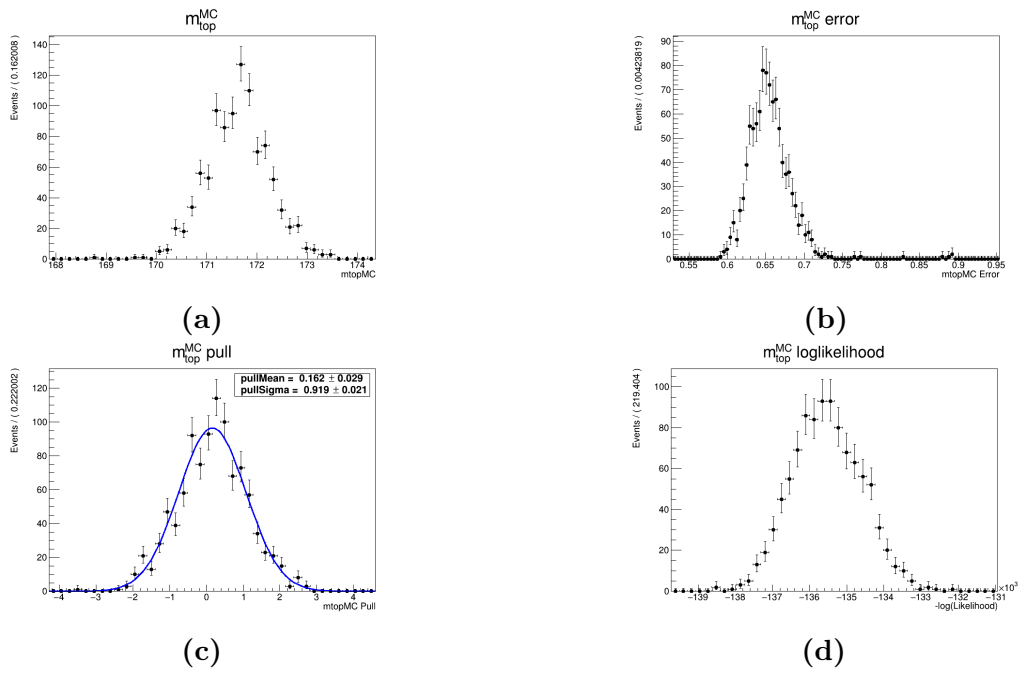 m_top^MC
Events / ( 0.162008 )
140
120
100
80
60
40
20
0
168 169 170 171 172 173 174
mtopMC
(a)
m_top^MC error
Events / ( 0.00423819 )
90
80
70
60
50
40
30
20
10
0
0.55 0.6 0.65 0.7 0.75 0.8 0.85 0.9 0.95
mtopMC Error
(b)
m_top^MC pull
Events / ( 0.222002 )
pullMean = 0.162 ± 0.029
pullSigma = 0.919 ± 0.021
120
100
80
60
40
20
0
−4 −3 −2 −1 0 1 2 3 4
mtopMC Pull
(c)
m_top^MC loglikelihood
Events / ( 219.404 )
100
80
60
40
20
0
−139 −138 −137 −136 −135 −134 −133 −132 −131
×10³
-log(Likelihood)
(d)